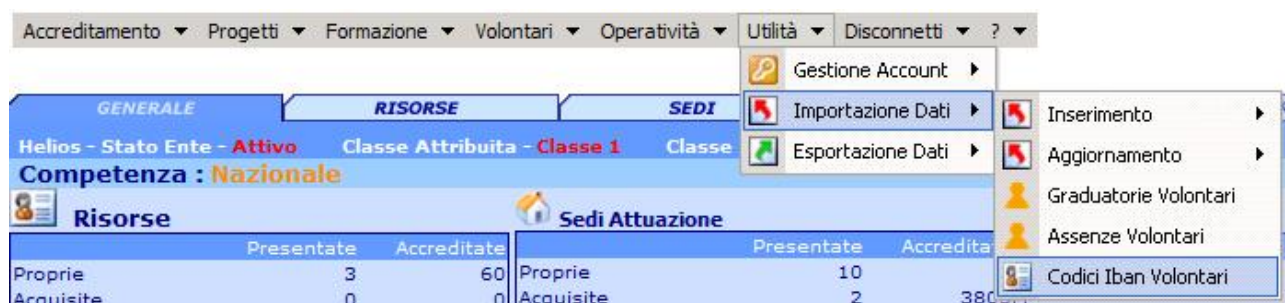 Accreditamento Progetti Formazione Volontari Operatività Utilità Disconnetti ?
Gestione Account
GENERALE RISORSE SEDI Importazione Dati Inserimento
Helios - Stato Ente - Attivo Classe Attribuita - Classe 1 Classe Esportazione Dati Aggiornamento
Competenza : Nazionale
Graduatorie Volontari
Risorse Sedi Attuazione
Assenze Volontari
Presentate Accreditate Presentate
Proprie 3 60 Proprie 10 Codici Iban Volontari
Acquisite 0 0 Acquisite 2